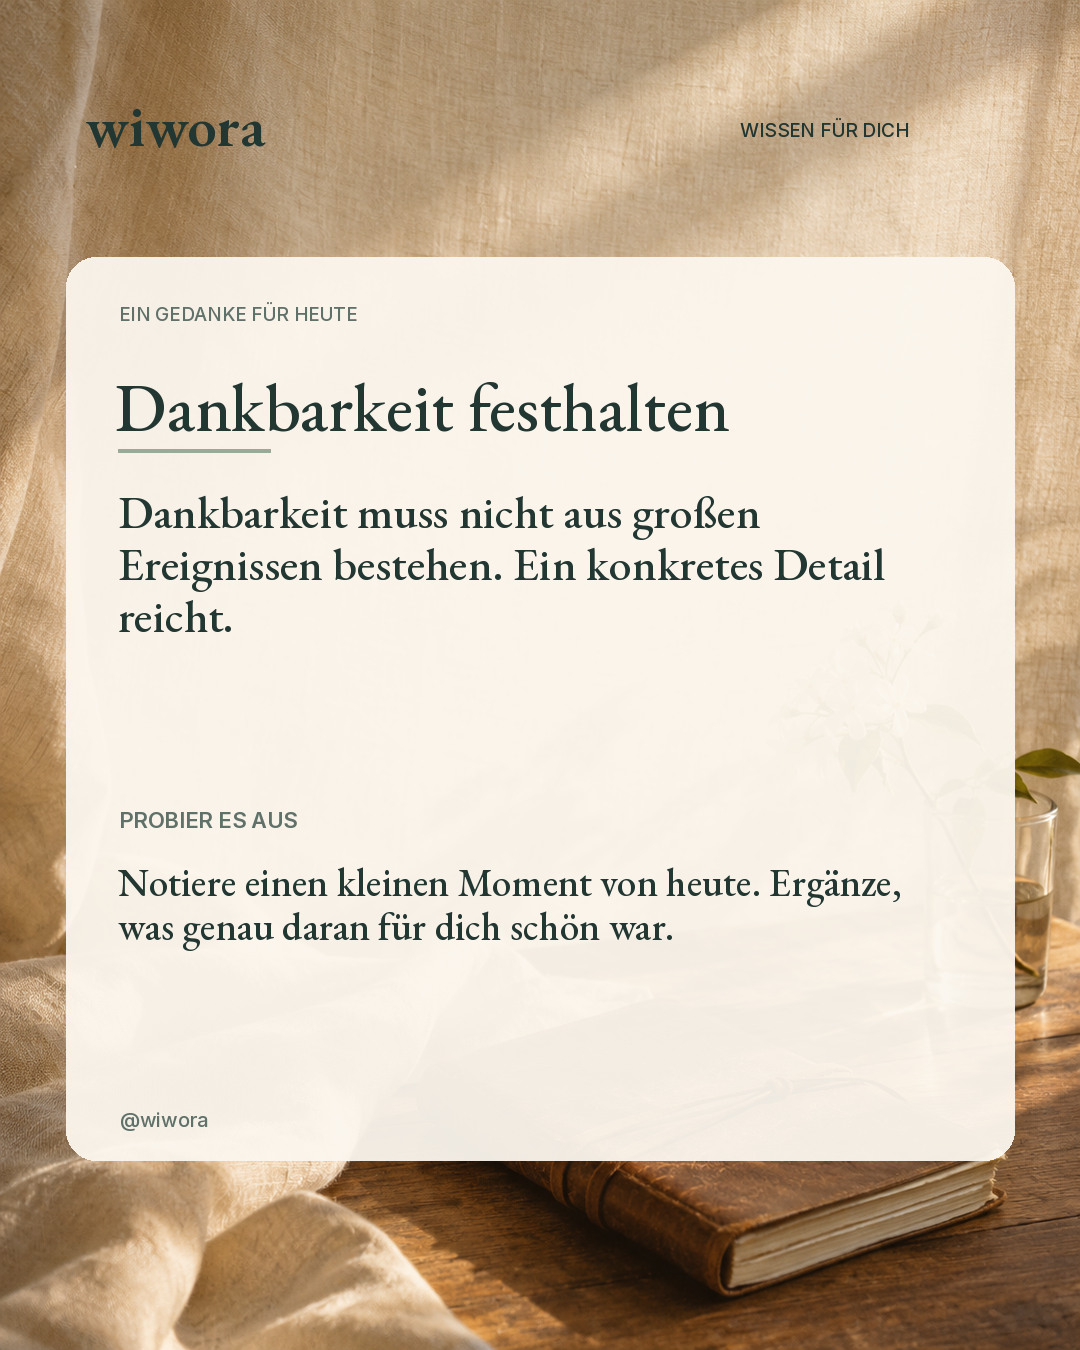 wiwora
WISSEN FÜR DICH
EIN GEDANKE FÜR HEUTE
Dankbarkeit festhalten
Dankbarkeit muss nicht aus großen
Ereignissen bestehen. Ein konkretes Detail
reicht.
PROBIER ES AUS
Notiere einen kleinen Moment von heute. Ergänze,
was genau daran für dich schön war.
@wiwora